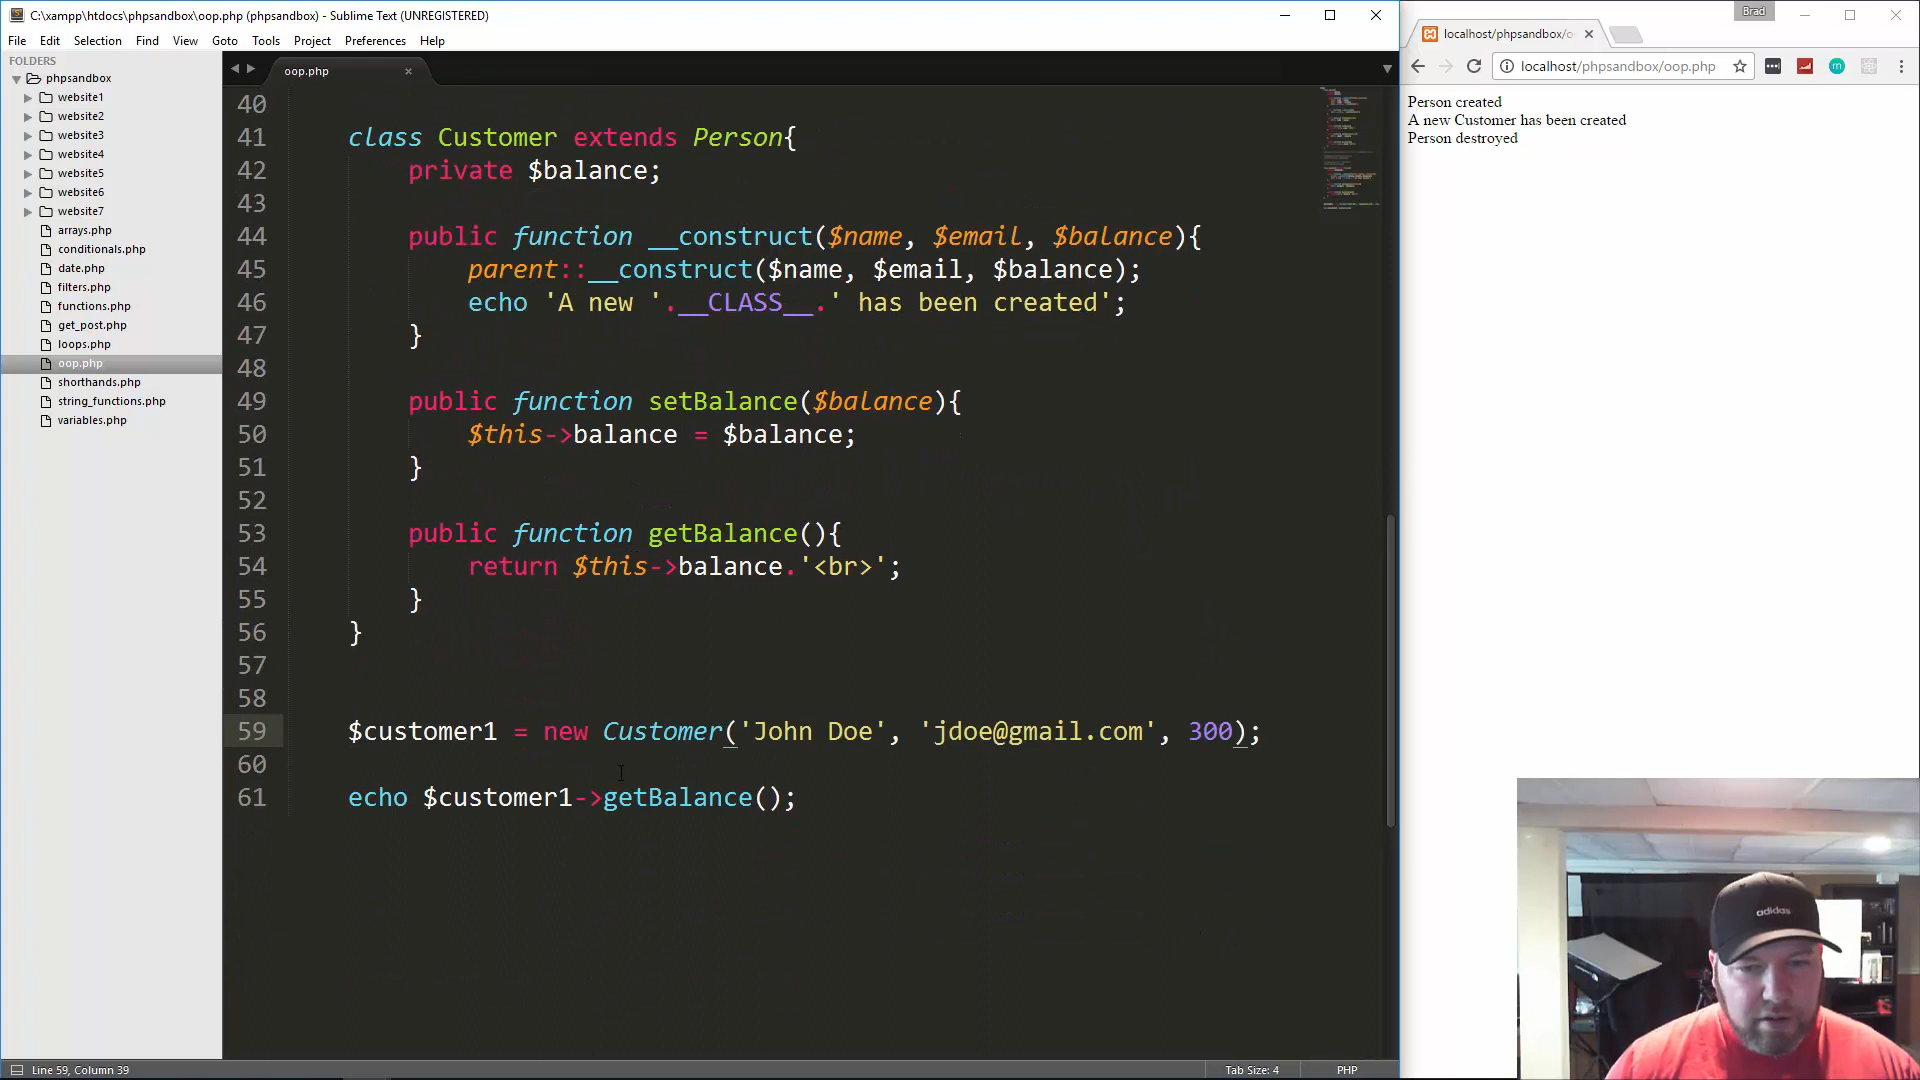 C:\xampp\htdocs\phpsandbox\oop.php (phpsandbox) - Sublime Text (UNREGISTERED)
File Edit Selection Find View Goto Tools Project Preferences Help
FOLDERS
phpsandbox
website1
website2
website3
website4
website5
website6
website7
arrays.php
conditionals.php
date.php
filters.php
functions.php
get_post.php
loops.php
oop.php
shorthands.php
string_functions.php
variables.php
oop.php
40
41 class Customer extends Person{
42 private $balance;
43
44 public function __construct($name, $email, $balance){
45 parent::__construct($name, $email, $balance);
46 echo 'A new '.__CLASS__.' has been created';
47 }
48
49 public function setBalance($balance){
50 $this->balance = $balance;
51 }
52
53 public function getBalance(){
54 return $this->balance.'<br>';
55 }
56 }
57
58
59 $customer1 = new Customer('John Doe', 'jdoe@gmail.com', 300);
60
61 echo $customer1->getBalance();
Line 59, Column 39
Tab Size: 4
PHP
Brad
localhost/phpsandbox/o
localhost/phpsandbox/oop.php
Person created
A new Customer has been created
Person destroyed
adidas